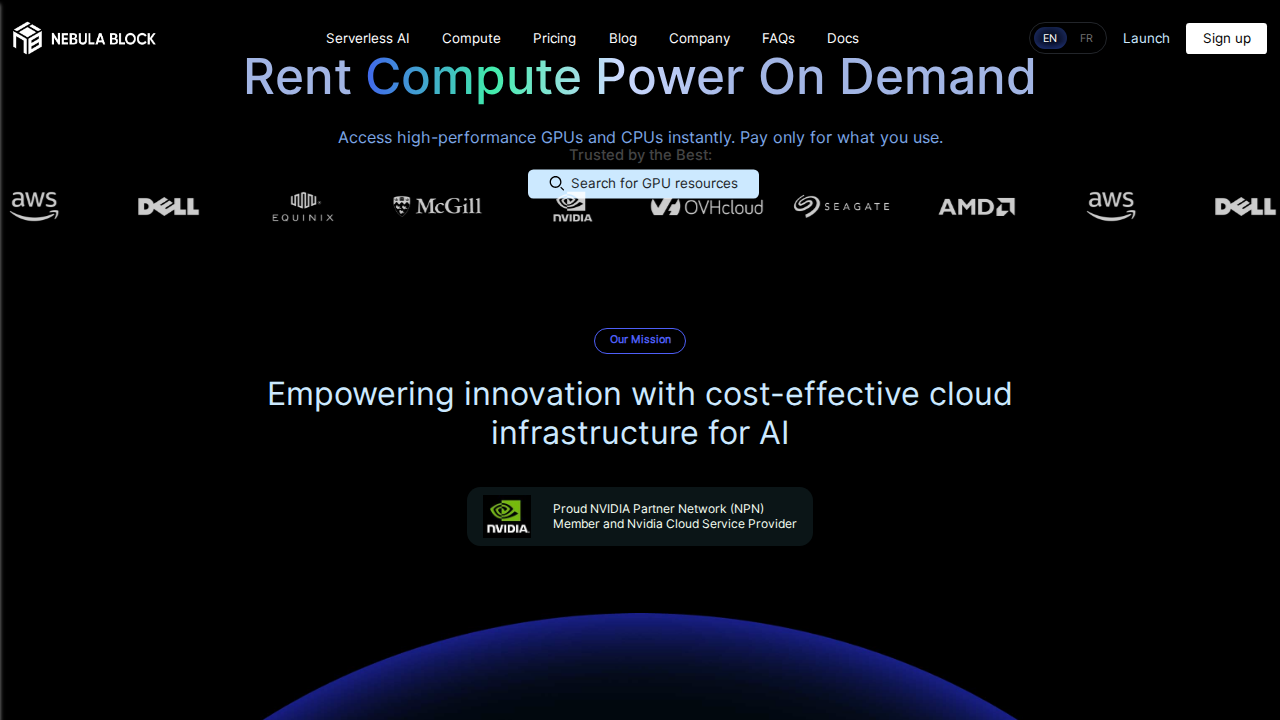 NEBULA BLOCK
Serverless AI
Compute
Pricing
Blog
Company
FAQs
Docs
EN
FR
Launch
Sign up
Rent Compute Power On Demand
Access high-performance GPUs and CPUs instantly. Pay only for what you use.
Trusted by the Best:
Search for GPU resources
aws
DELL
EQUINIX
McGill
NVIDIA
OVHcloud
SEAGATE
AMD
aws
DELL
Our Mission
Empowering innovation with cost-effective cloud
infrastructure for AI
NVIDIA.
Proud NVIDIA Partner Network (NPN)
Member and Nvidia Cloud Service Provider